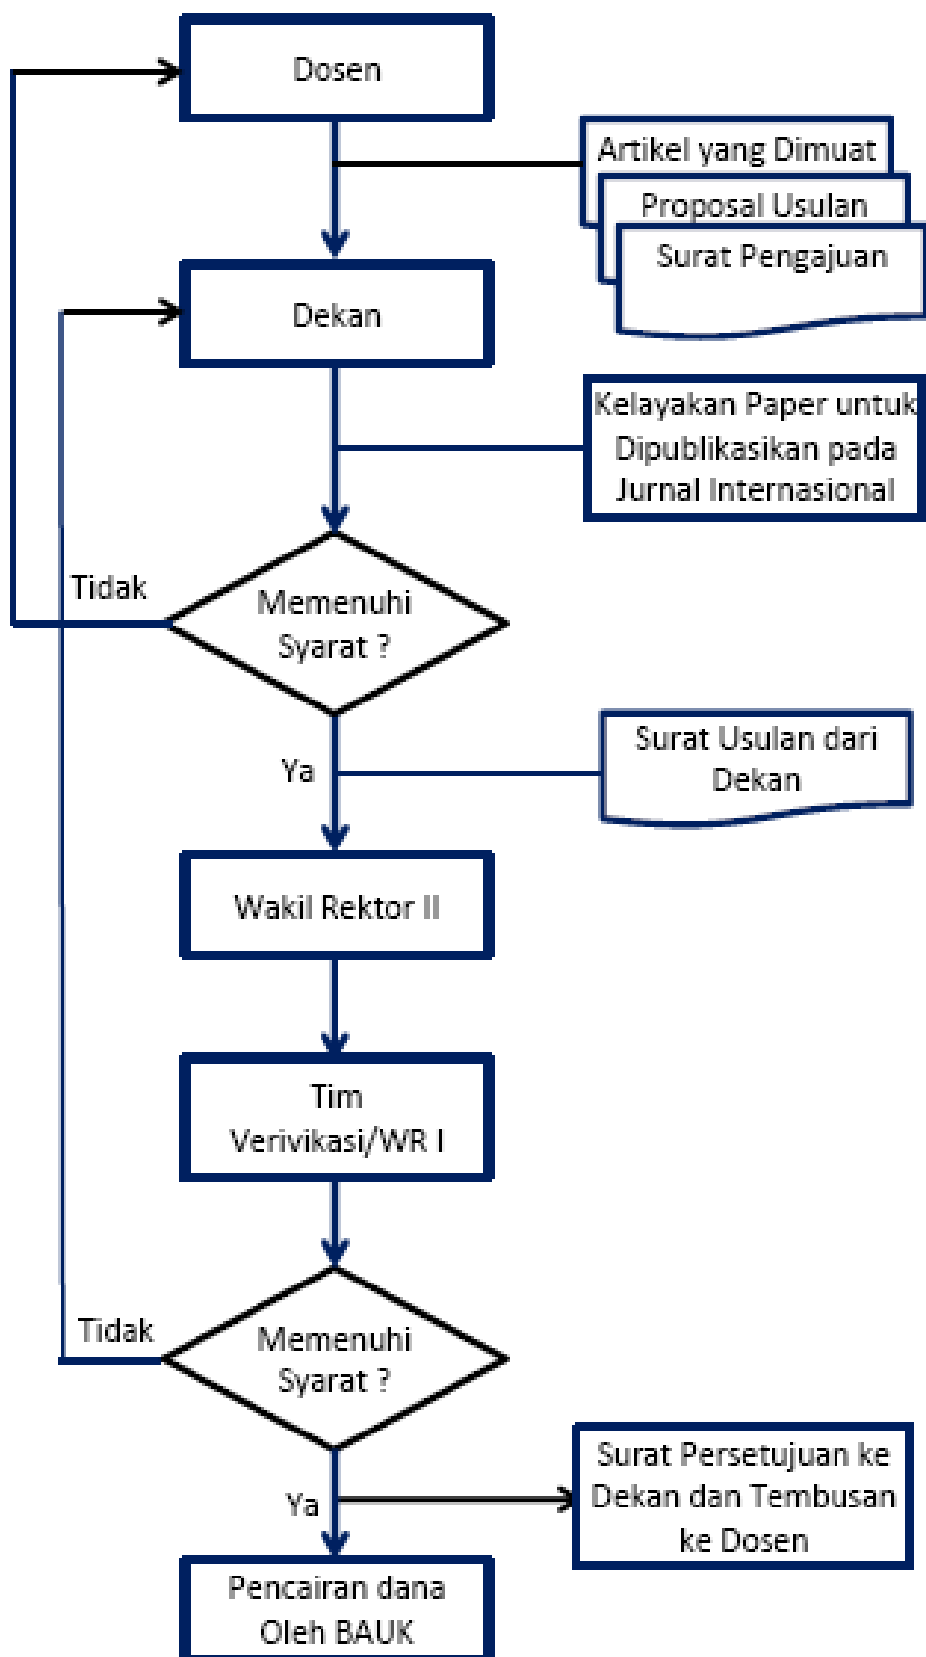 Dosen
Artikel yang Dimuat
Proposal Usulan
Surat Pengajuan
Dekan
Kelayakan Paper untuk
Dipublikasikan pada
Jurnal Internasional
Tidak
Memenuhi
Syarat ?
Ya
Surat Usulan dari
Dekan
Wakil Rektor II
Tim
Verivikasi/WR I
Tidak
Memenuhi
Syarat ?
Ya
Surat Persetujuan ke
Dekan dan Tembusan
ke Dosen
Pencairan dana
Oleh BAUK